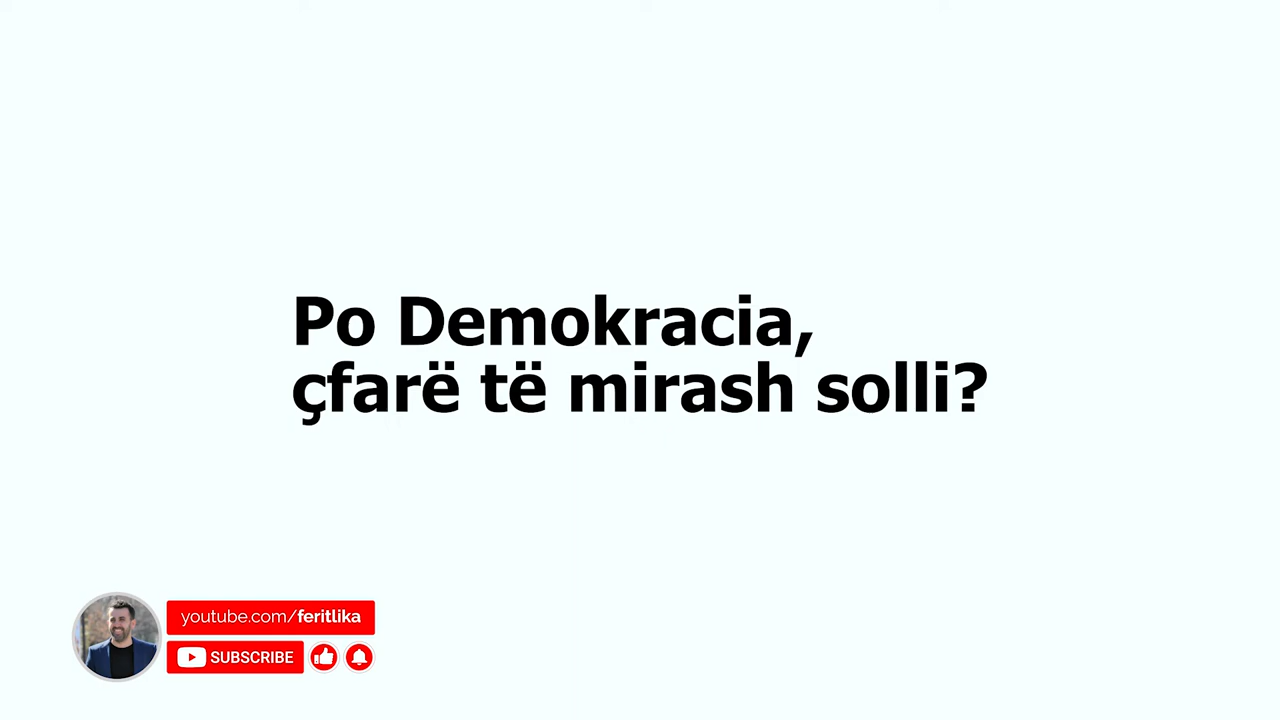 Po Demokracia,
çfarë të mirash solli?
youtube.com/feritlika
SUBSCRIBE